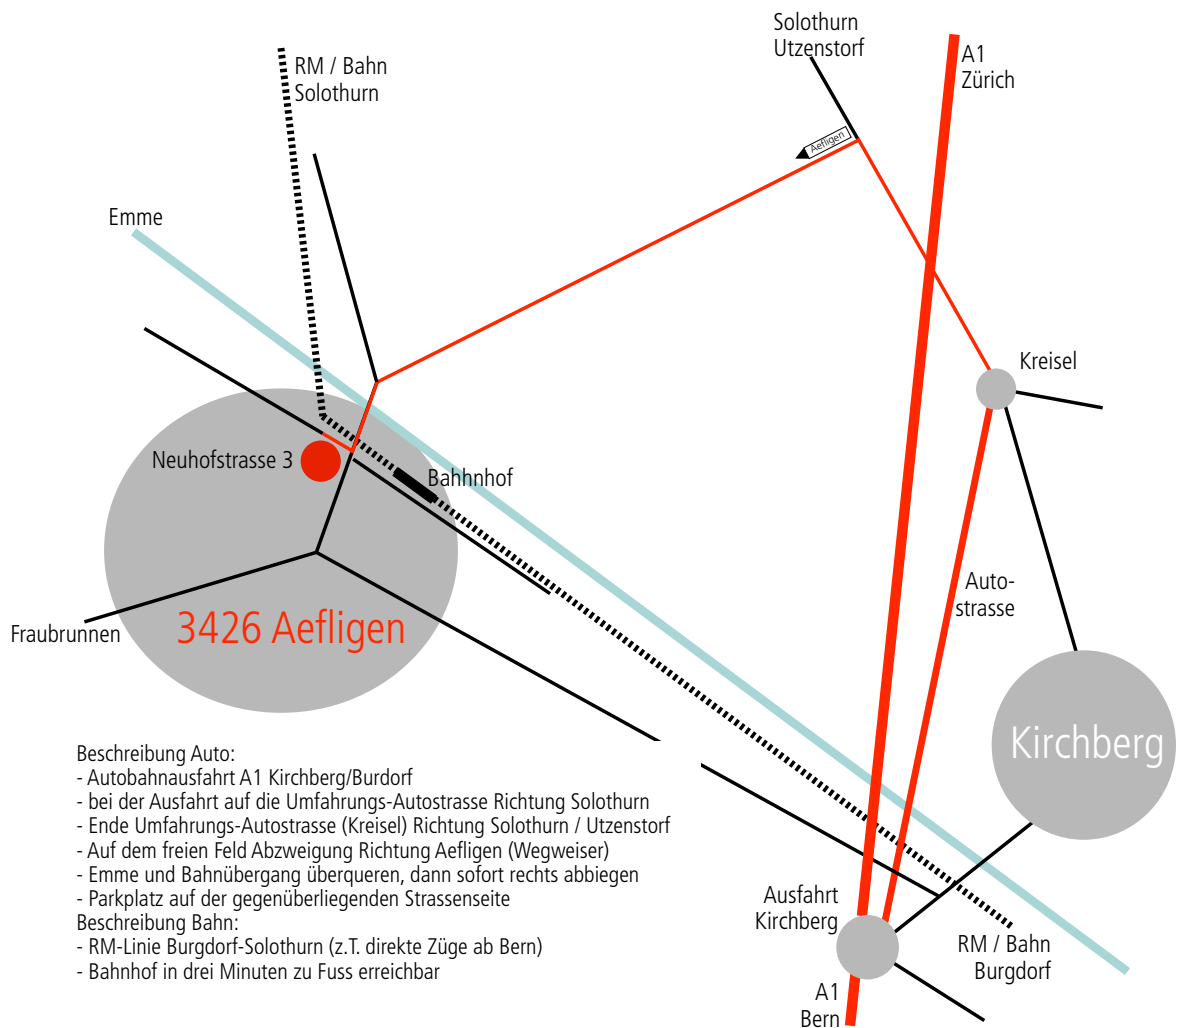 Solothurn
Utzenstorf
A1
Zürich
RM / Bahn
Solothurn
Aefligen
Emme
Kreisel
Neuhofstrasse 3
Bahhnhof
Auto-
strasse
3426 Aefligen
Fraubrunnen
Kirchberg
Beschreibung Auto:
- Autobahnausfahrt A1 Kirchberg/Burdorf
- bei der Ausfahrt auf die Umfahrungs-Autostrasse Richtung Solothurn
- Ende Umfahrungs-Autostrasse (Kreisel) Richtung Solothurn / Utzenstorf
- Auf dem freien Feld Abzweigung Richtung Aefligen (Wegweiser)
- Emme und Bahnübergang überqueren, dann sofort rechts abbiegen
- Parkplatz auf der gegenüberliegenden Strassenseite
Beschreibung Bahn:
- RM-Linie Burgdorf-Solothurn (z.T. direkte Züge ab Bern)
- Bahnhof in drei Minuten zu Fuss erreichbar
Ausfahrt
Kirchberg
RM / Bahn
Burgdorf
A1
Bern